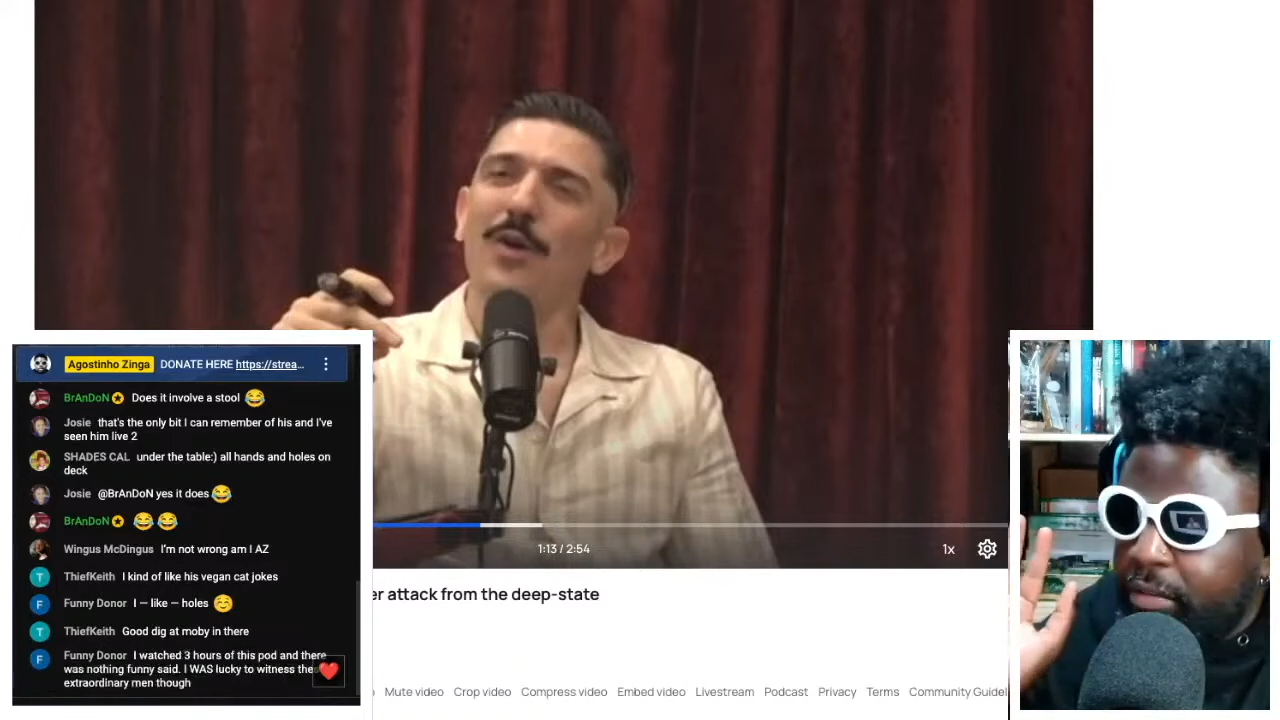 Agostinho Zinga DONATE HERE https://strea...
BrAnDoN Does it involve a stool 😂
Josie that's the only bit I can remember of his and I've
seen him live 2
SHADES CAL under the table:) all hands and holes on
deck
Josie @BrAnDoN yes it does 😂
BrAnDoN 😂 😂
Wingus McDingus I'm not wrong am I AZ
T ThiefKeith I kind of like his vegan cat jokes
F Funny Donor I — like — holes ☺️
T ThiefKeith Good dig at moby in there
F Funny Donor I watched 3 hours of this pod and there
was nothing funny said. I WAS lucky to witness
extraordinary men though
1:13 / 2:54
1x
er attack from the deep-state
Mute video Crop video Compress video Embed video Livestream Podcast Privacy Terms Community Guidel